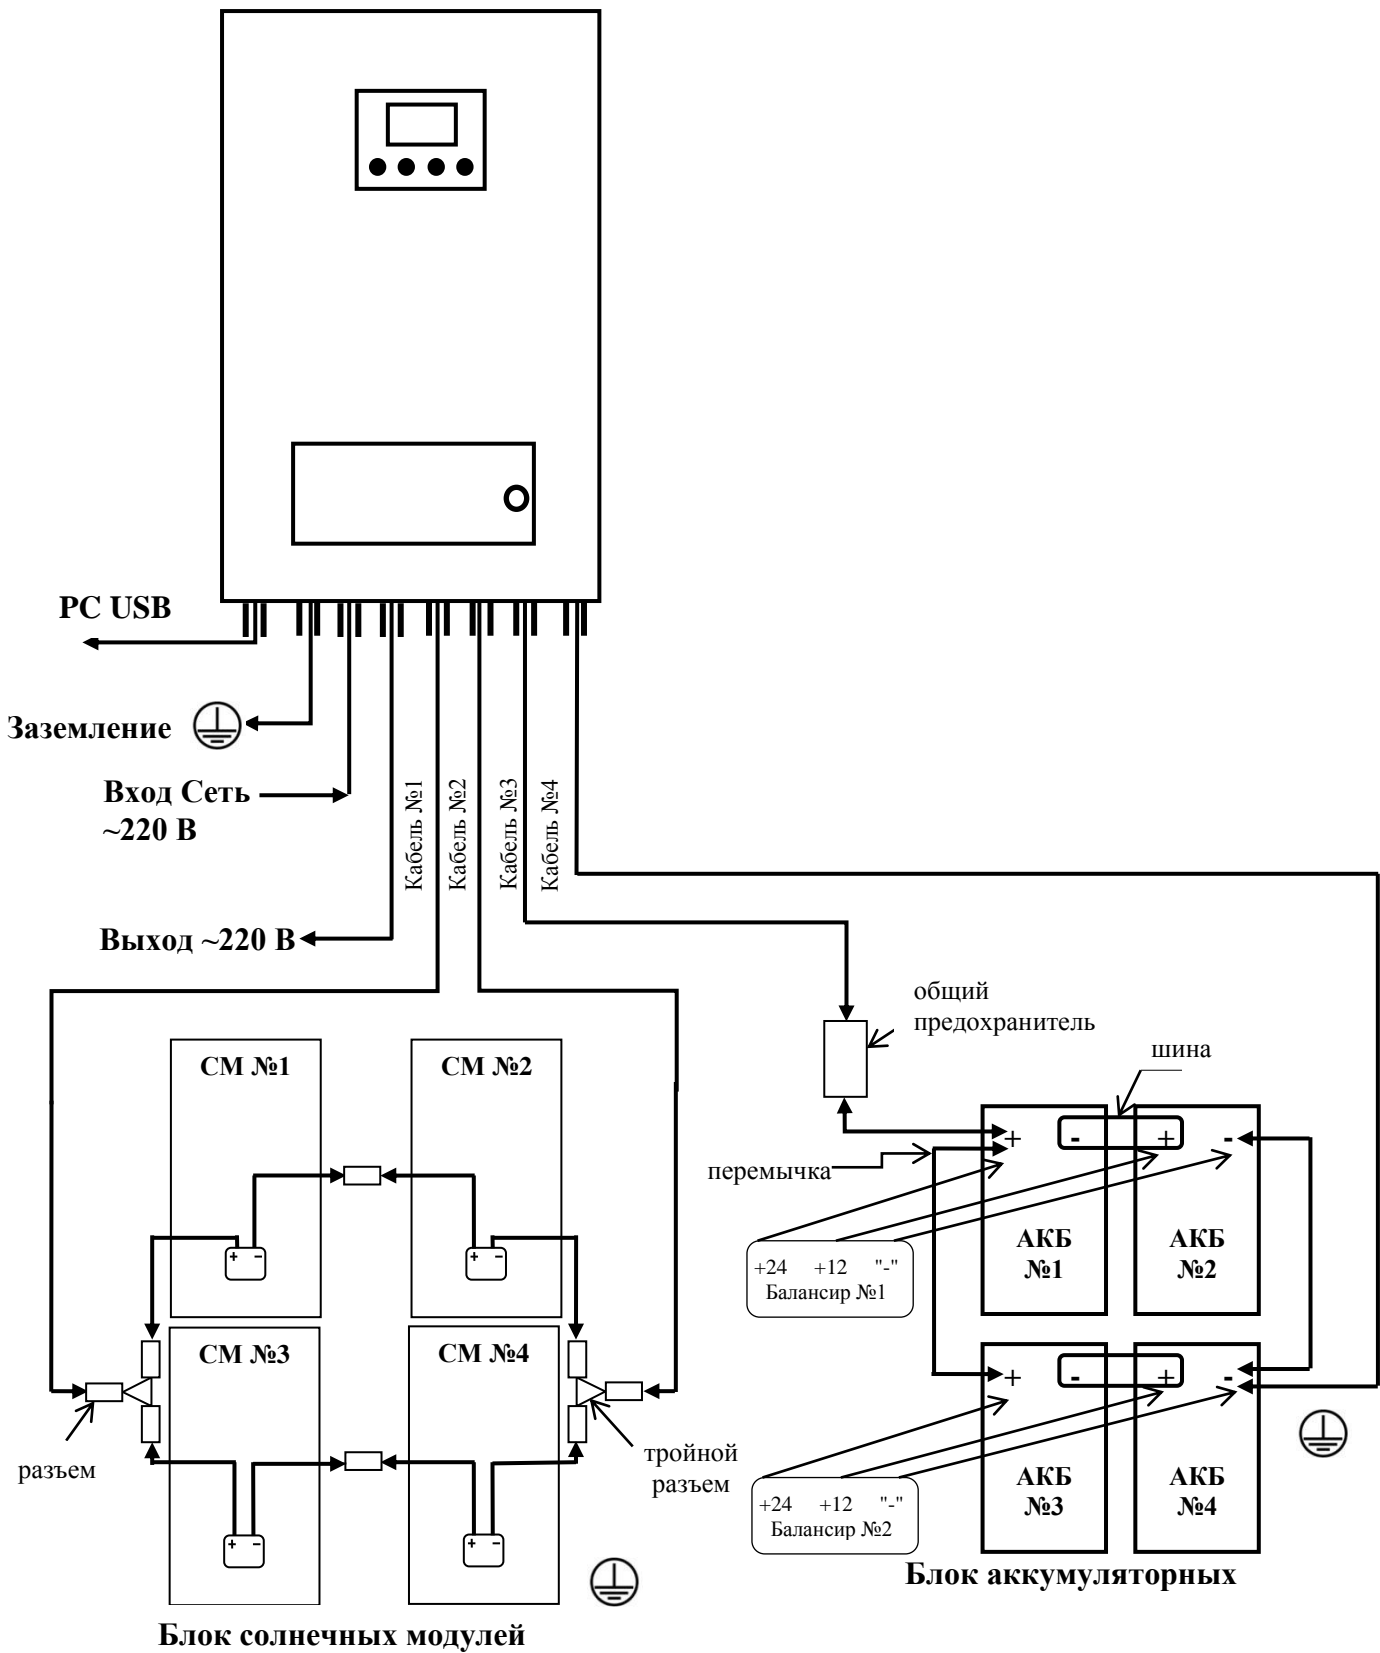 PC USB
Заземление
Вход Сеть
~220 В
Кабель №1
Кабель №2
Кабель №3
Кабель №4
Выход ~220 В
общий
предохранитель
шина
перемычка
СМ №1
СМ №2
+ -
+ -
СМ №3
СМ №4
+ -
+ -
разъем
тройной
разъем
+ - + -
АКБ
№1
АКБ
№2
+24 +12 "-"
Балансир №1
+ - + -
АКБ
№3
АКБ
№4
+24 +12 "-"
Балансир №2
Блок аккумуляторных
Блок солнечных модулей